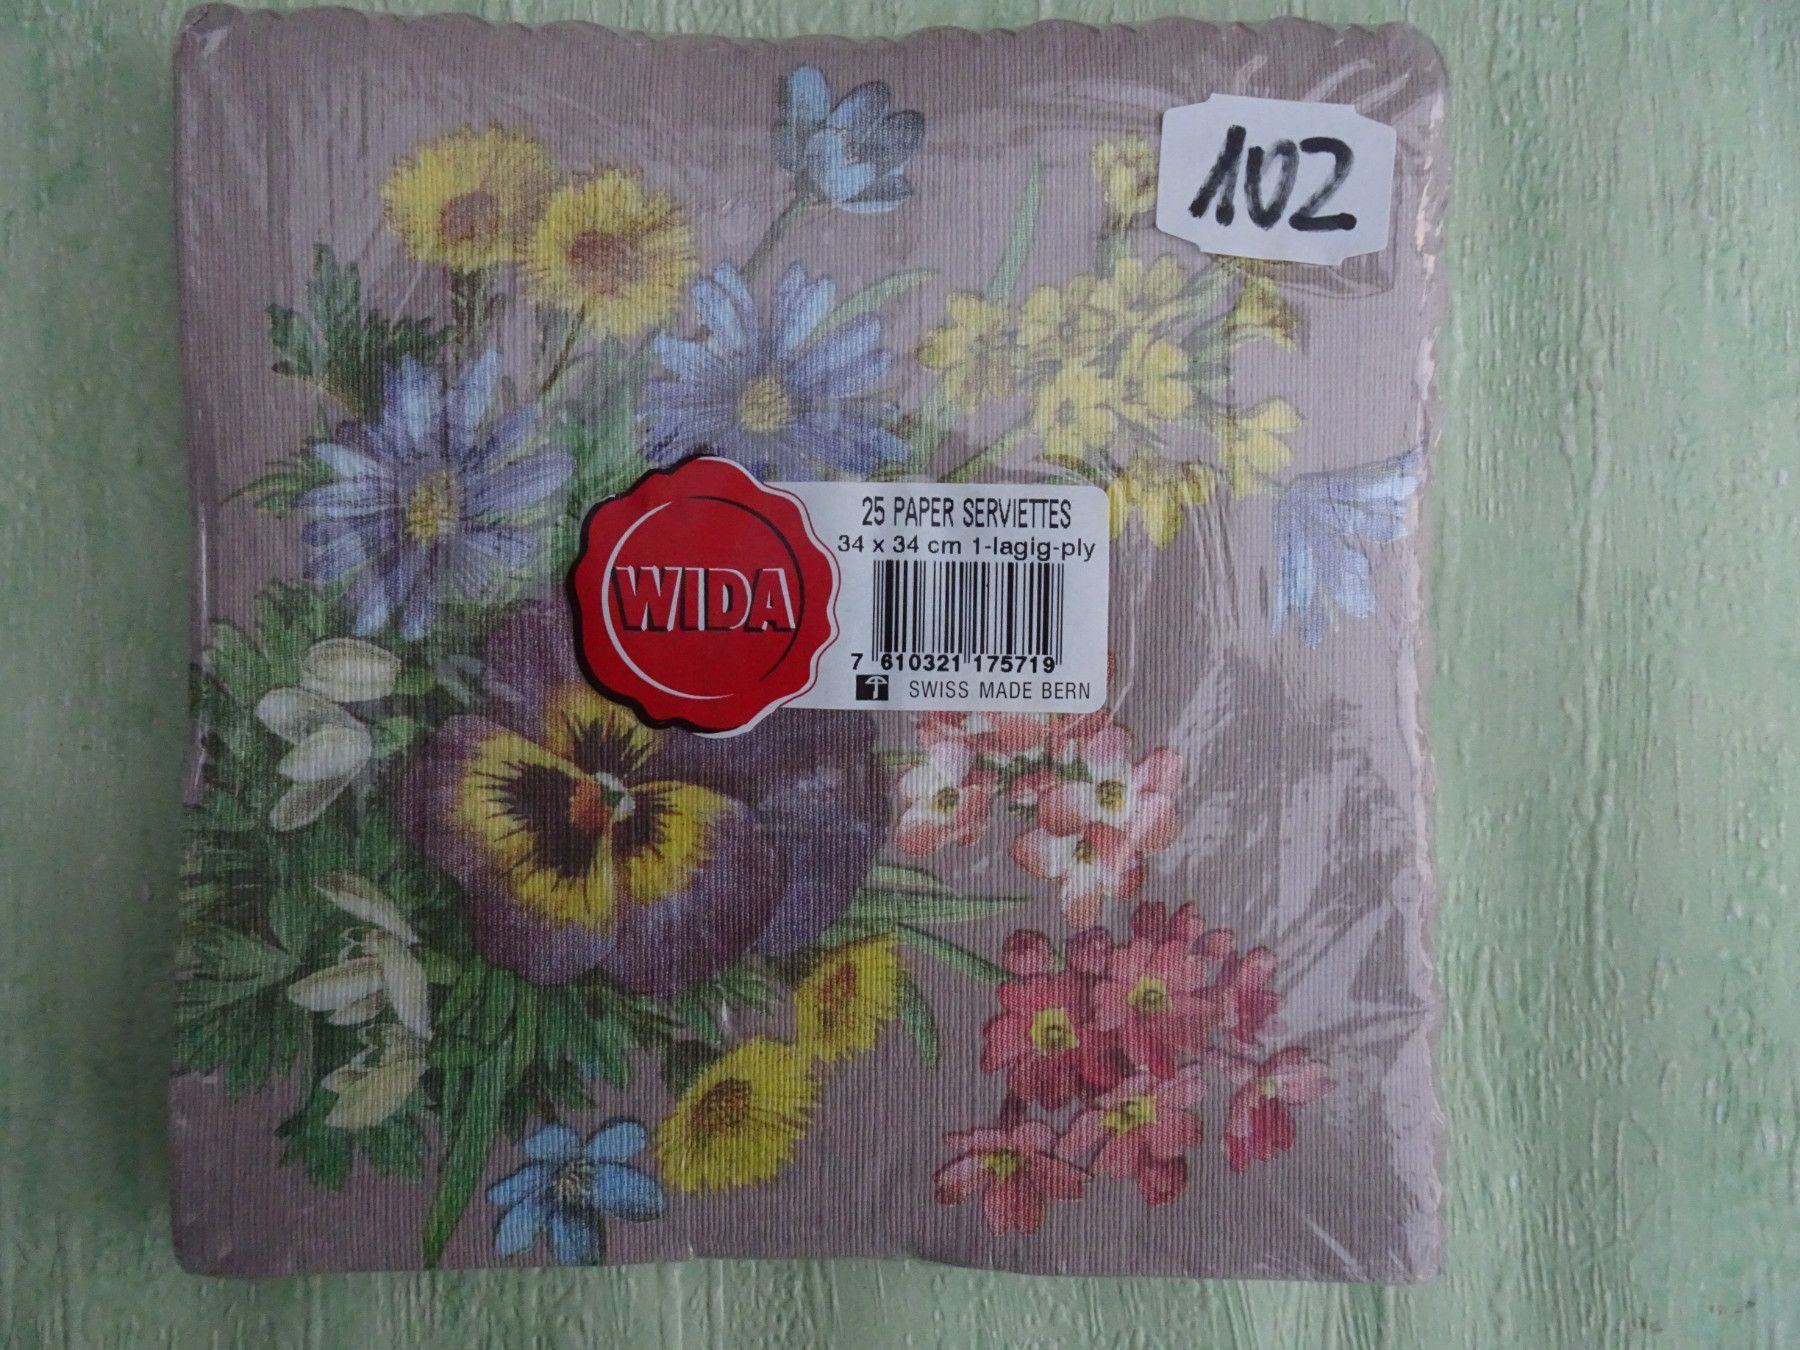 102
WIDA
25 PAPER SERVIETTES
34 x 34 cm 1-lagig-ply
7 610321 175719
SWISS MADE BERN